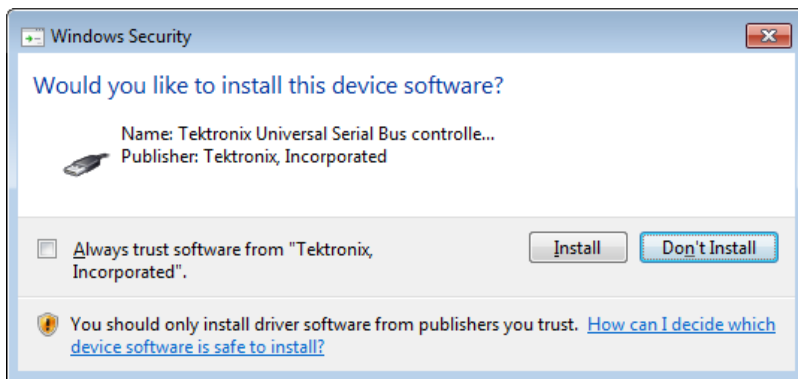 Windows Security
Would you like to install this device software?
Name: Tektronix Universal Serial Bus controlle...
Publisher: Tektronix, Incorporated
Always trust software from "Tektronix,
Incorporated".
Install
Don't Install
You should only install driver software from publishers you trust. How can I decide which
device software is safe to install?